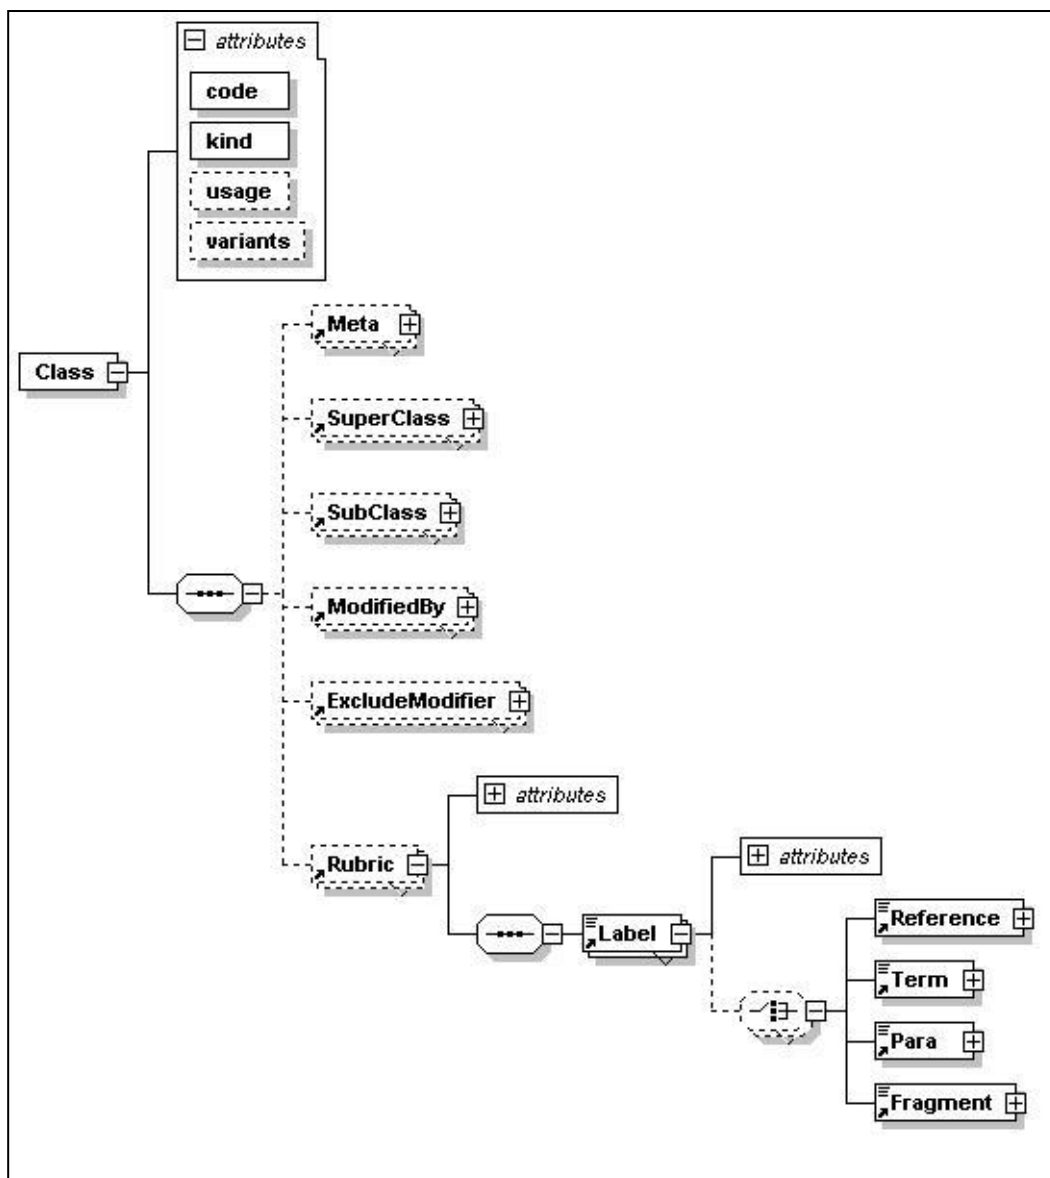 attributes
code
kind
usage
variants
Meta
Class
SuperClass
SubClass
ModifiedBy
ExcludeModifier
attributes
Rubric
attributes
Label
Reference
Term
Para
Fragment